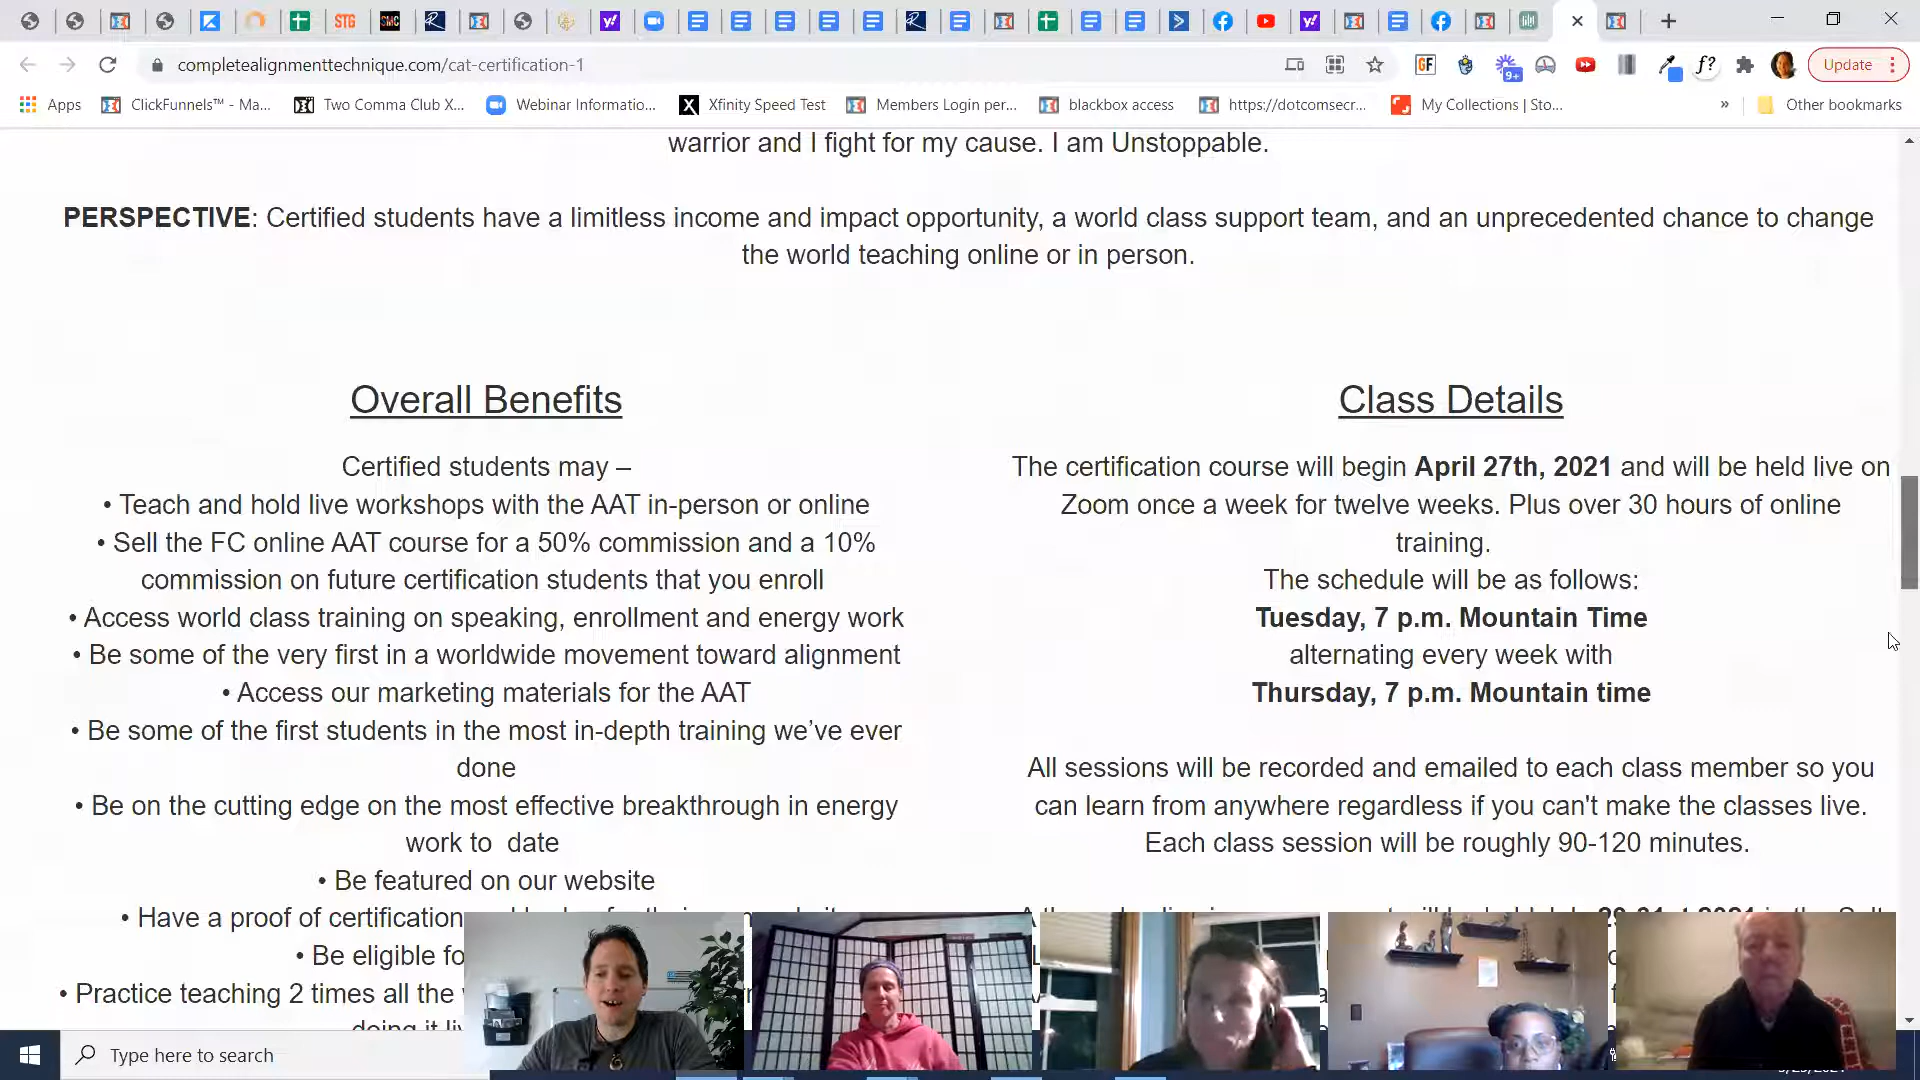 STG
SMC
completealignmenttechnique.com/cat-certification-1
GF
9+
f?
Update
Apps
ClickFunnels™ - Ma...
Two Comma Club X...
Webinar Informatio...
Xfinity Speed Test
Members Login per...
blackbox access
https://dotcomsecr...
My Collections | Sto...
»
Other bookmarks
warrior and I fight for my cause. I am Unstoppable.
PERSPECTIVE: Certified students have a limitless income and impact opportunity, a world class support team, and an unprecedented chance to change
the world teaching online or in person.
Overall Benefits
Certified students may –
• Teach and hold live workshops with the AAT in-person or online
• Sell the FC online AAT course for a 50% commission and a 10%
commission on future certification students that you enroll
• Access world class training on speaking, enrollment and energy work
• Be some of the very first in a worldwide movement toward alignment
• Access our marketing materials for the AAT
• Be some of the first students in the most in-depth training we’ve ever
done
• Be on the cutting edge on the most effective breakthrough in energy
work to  date
• Be featured on our website
• Have a proof of certification
• Be eligible
• Practice teaching 2 times all the
doing it
Class Details
The certification course will begin April 27th, 2021 and will be held live on
Zoom once a week for twelve weeks. Plus over 30 hours of online
training.
The schedule will be as follows:
Tuesday, 7 p.m. Mountain Time
alternating every week with
Thursday, 7 p.m. Mountain time
All sessions will be recorded and emailed to each class member so you
can learn from anywhere regardless if you can't make the classes live.
Each class session will be roughly 90-120 minutes.
Type here to search